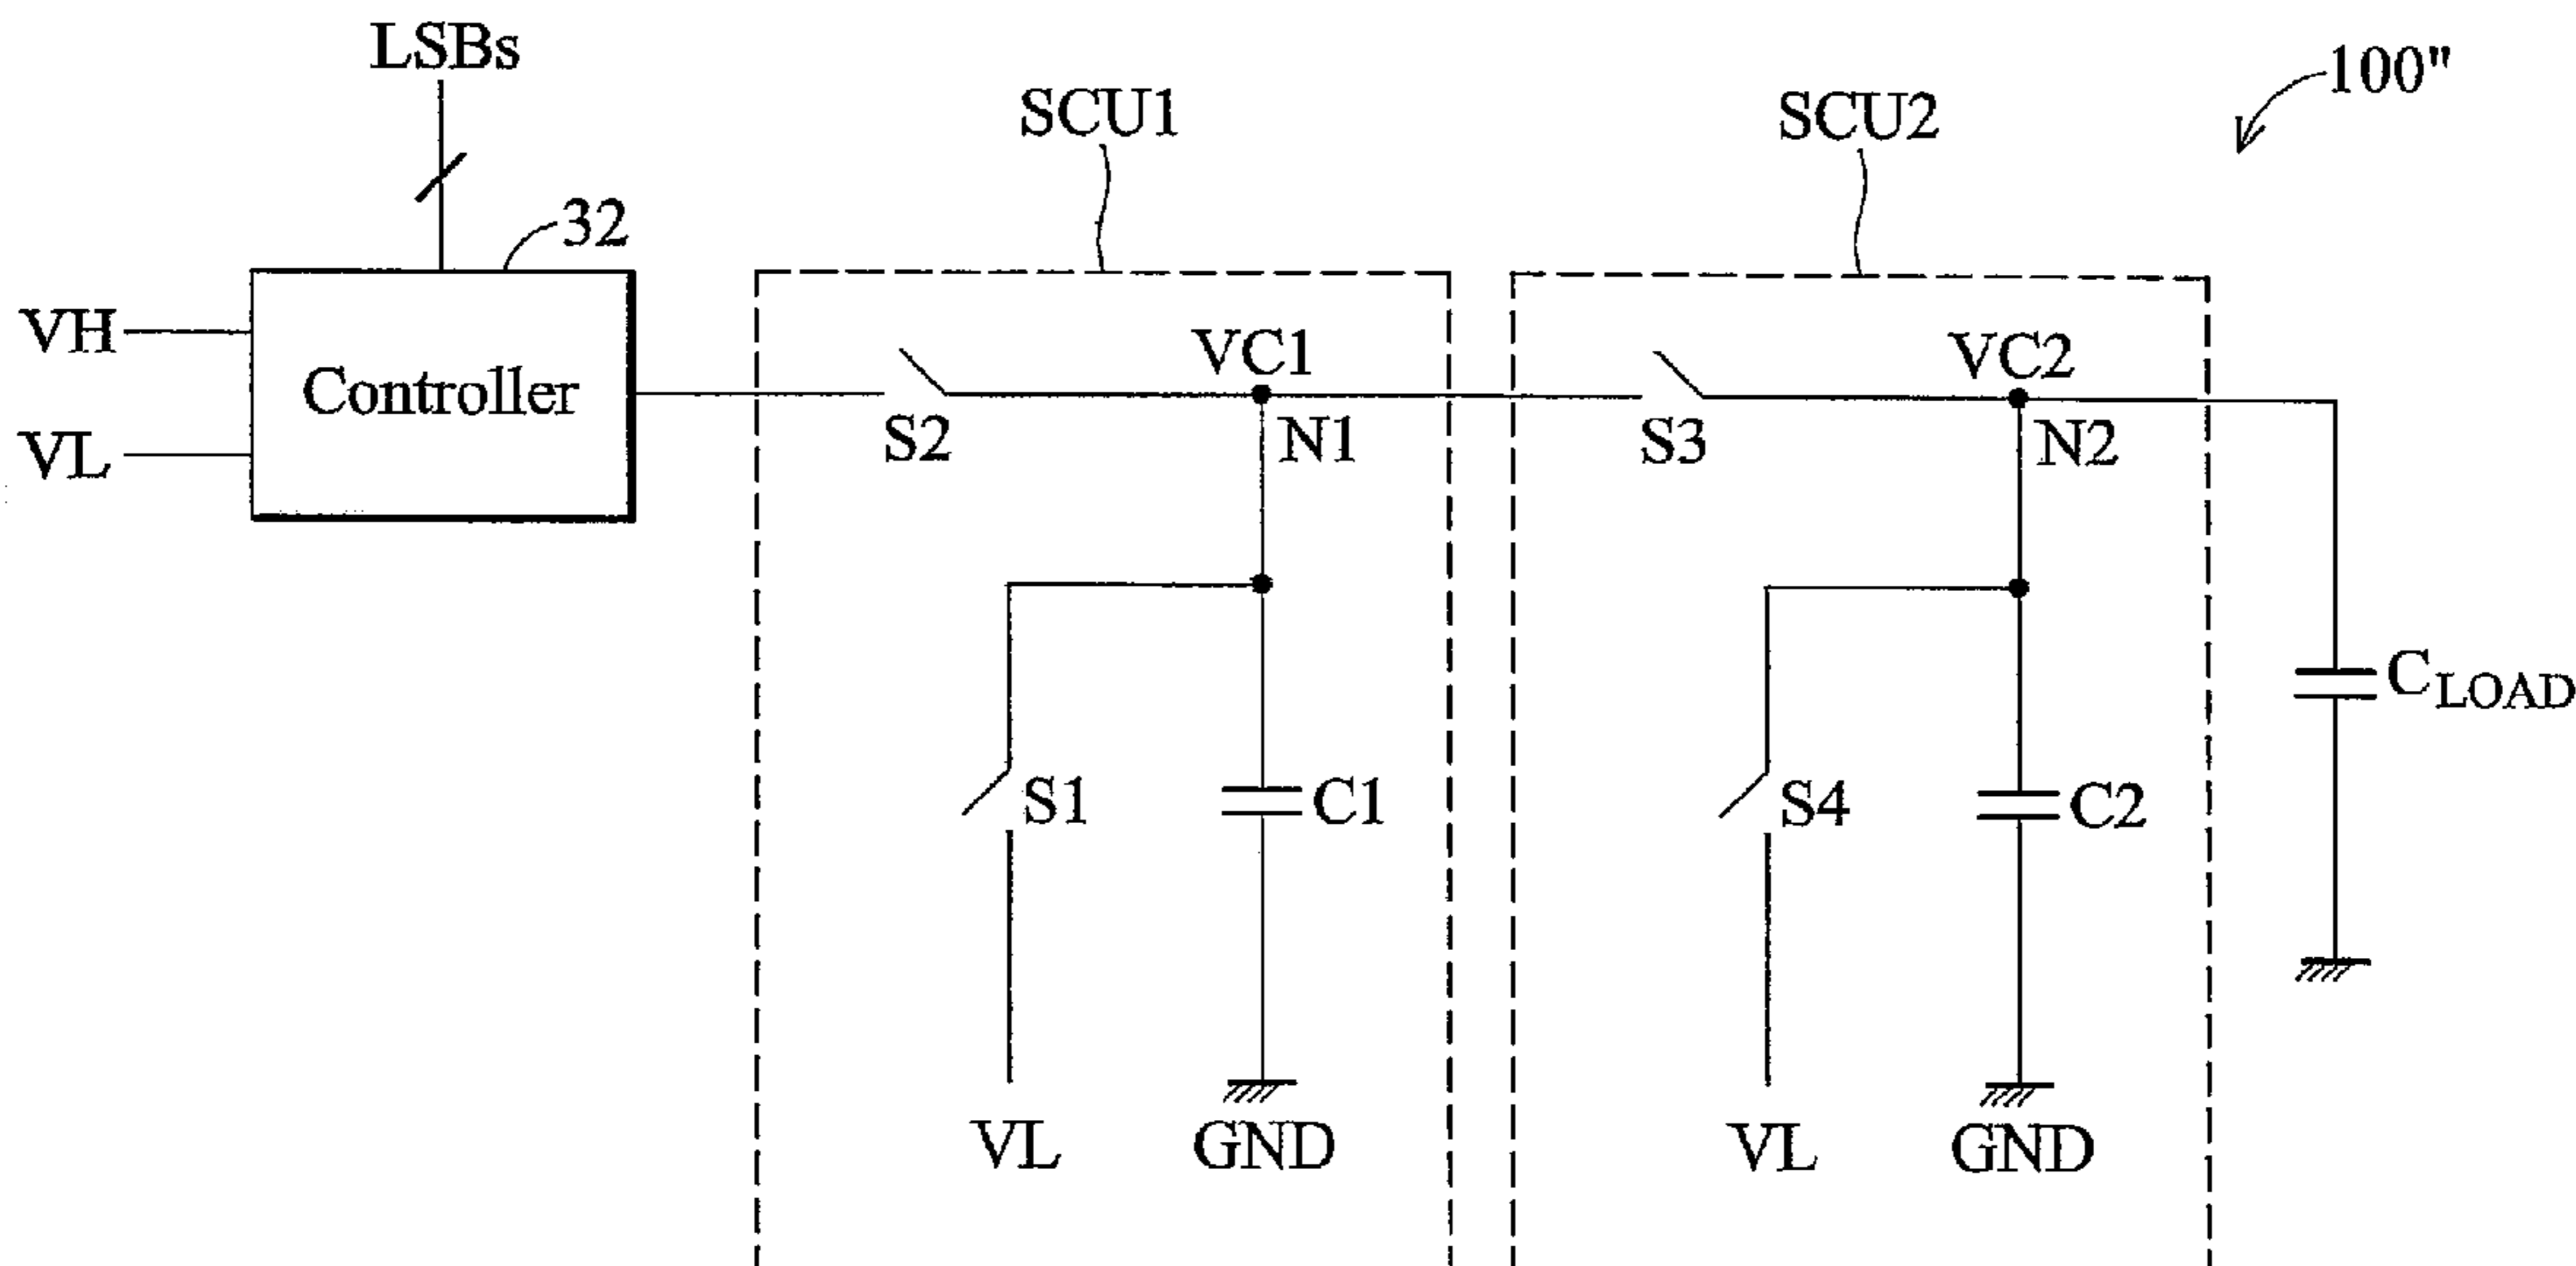 LSBs
100"
SCU1
SCU2
32
VH
Controller
VL
S2
VC1
N1
S3
VC2
N2
CLOAD
S1
C1
S4
C2
VL
GND
VL
GND